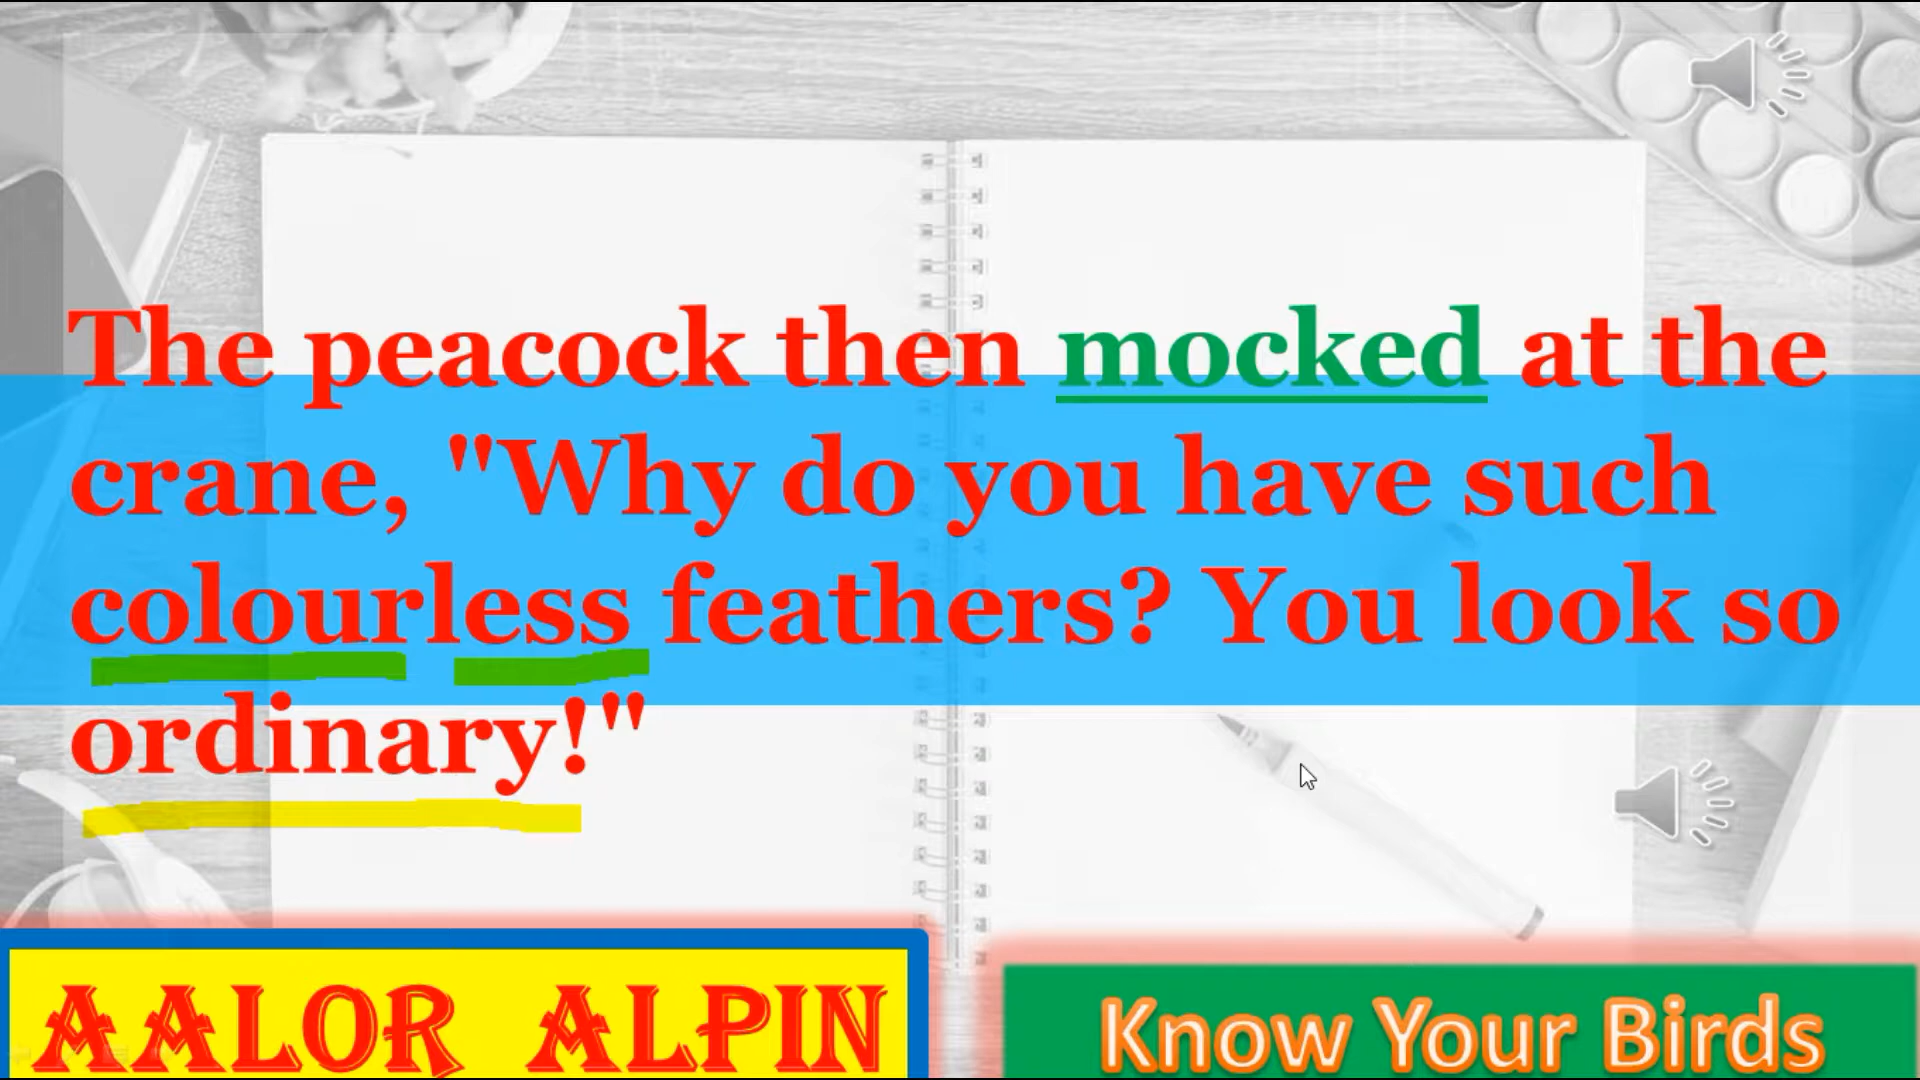 The peacock then mocked at the
crane, "Why do you have such
colourless feathers? You look so
ordinary!"
AALOR ALPIN
Know Your Birds